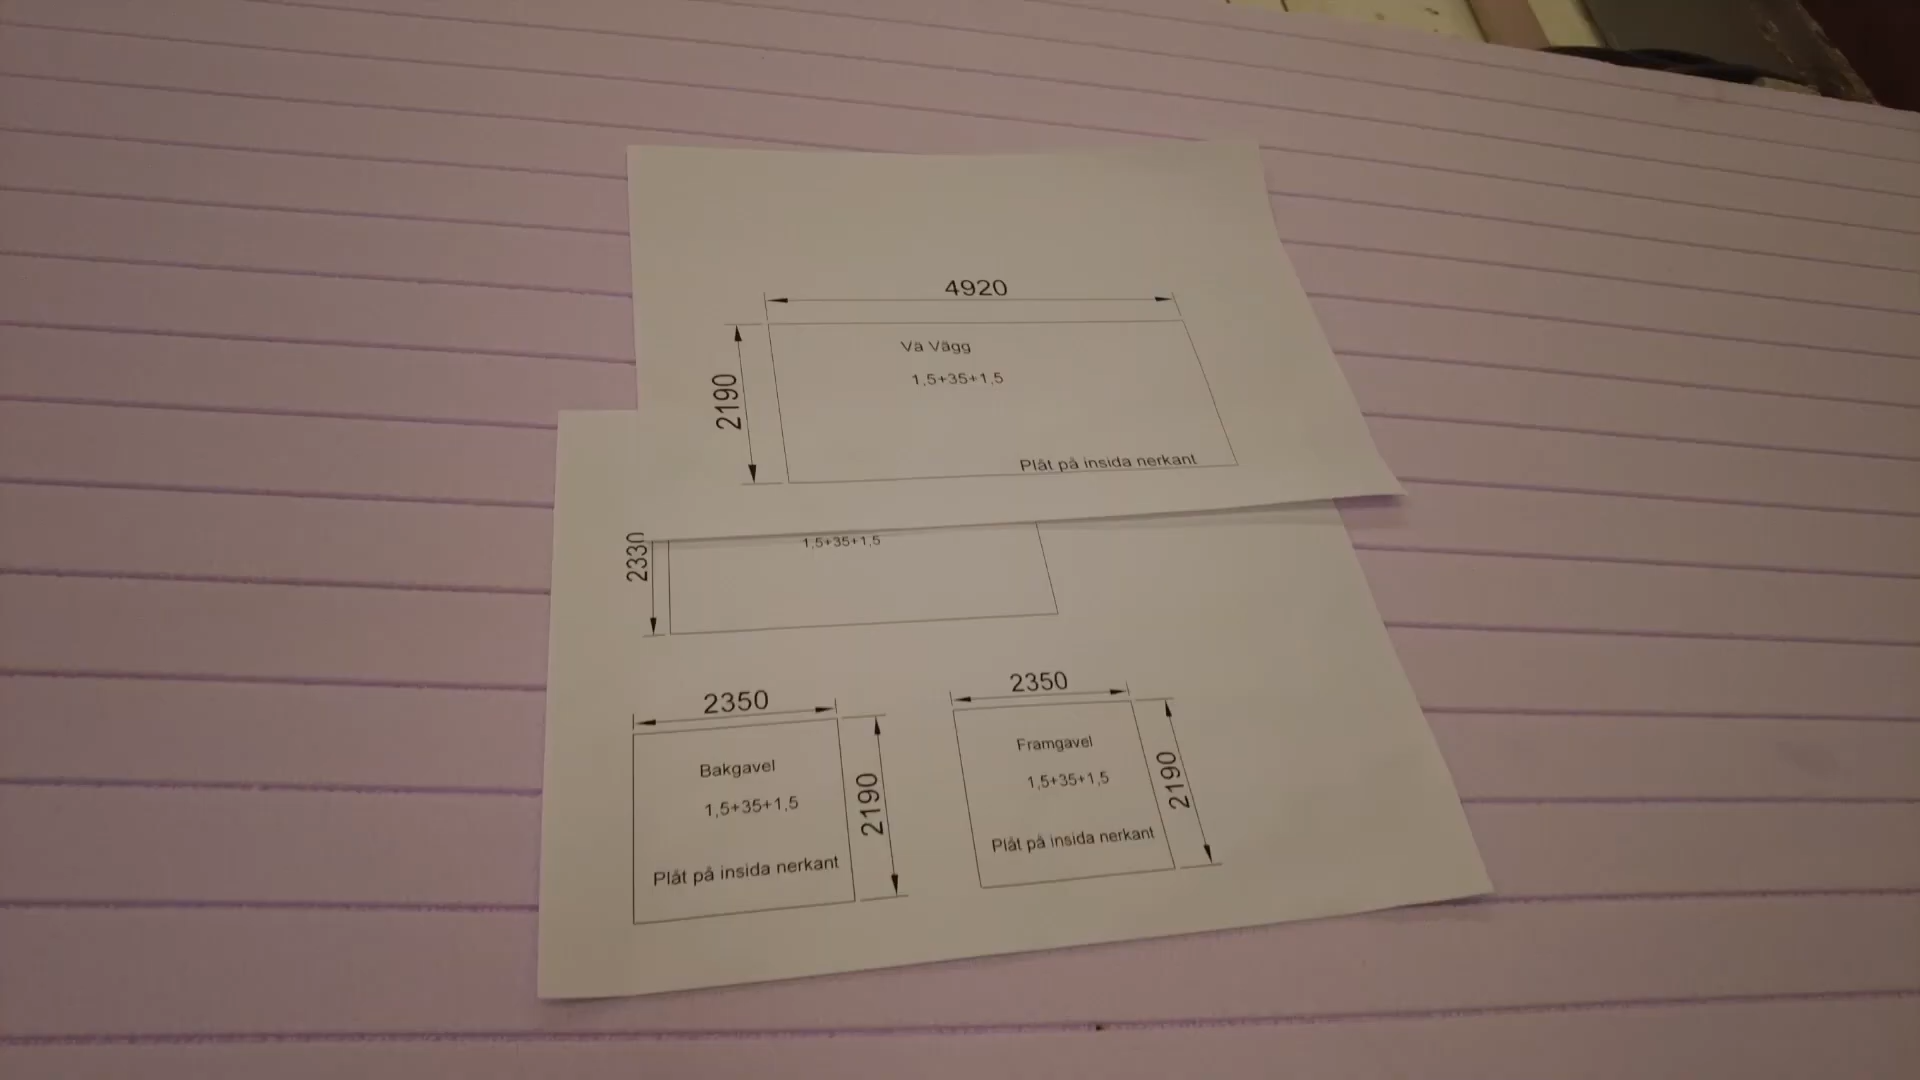 4920
2190
Vä Vägg
1,5+35+1,5
Plåt på insida nerkant
2330
1,5+35+1,5
2350
Bakgavel
1,5+35+1,5
Plåt på insida nerkant
2190
2350
Framgavel
1,5+35+1,5
Plåt på insida nerkant
2190